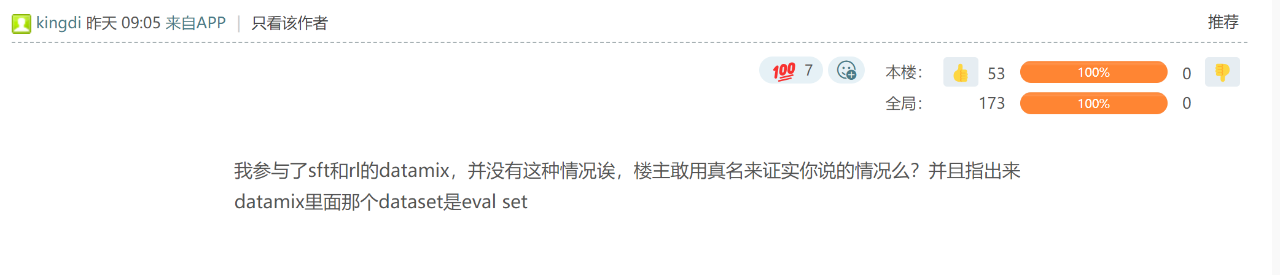 kingdi 昨天 09:05 来自APP | 只看该作者 推荐
💯 7 本楼： 👍 53 100% 0 👎
全局： 173 100% 0
我参与了sft和rl的datamix，并没有这种情况诶，楼主敢用真名来证实你说的情况么？并且指出来
datamix里面那个dataset是eval set